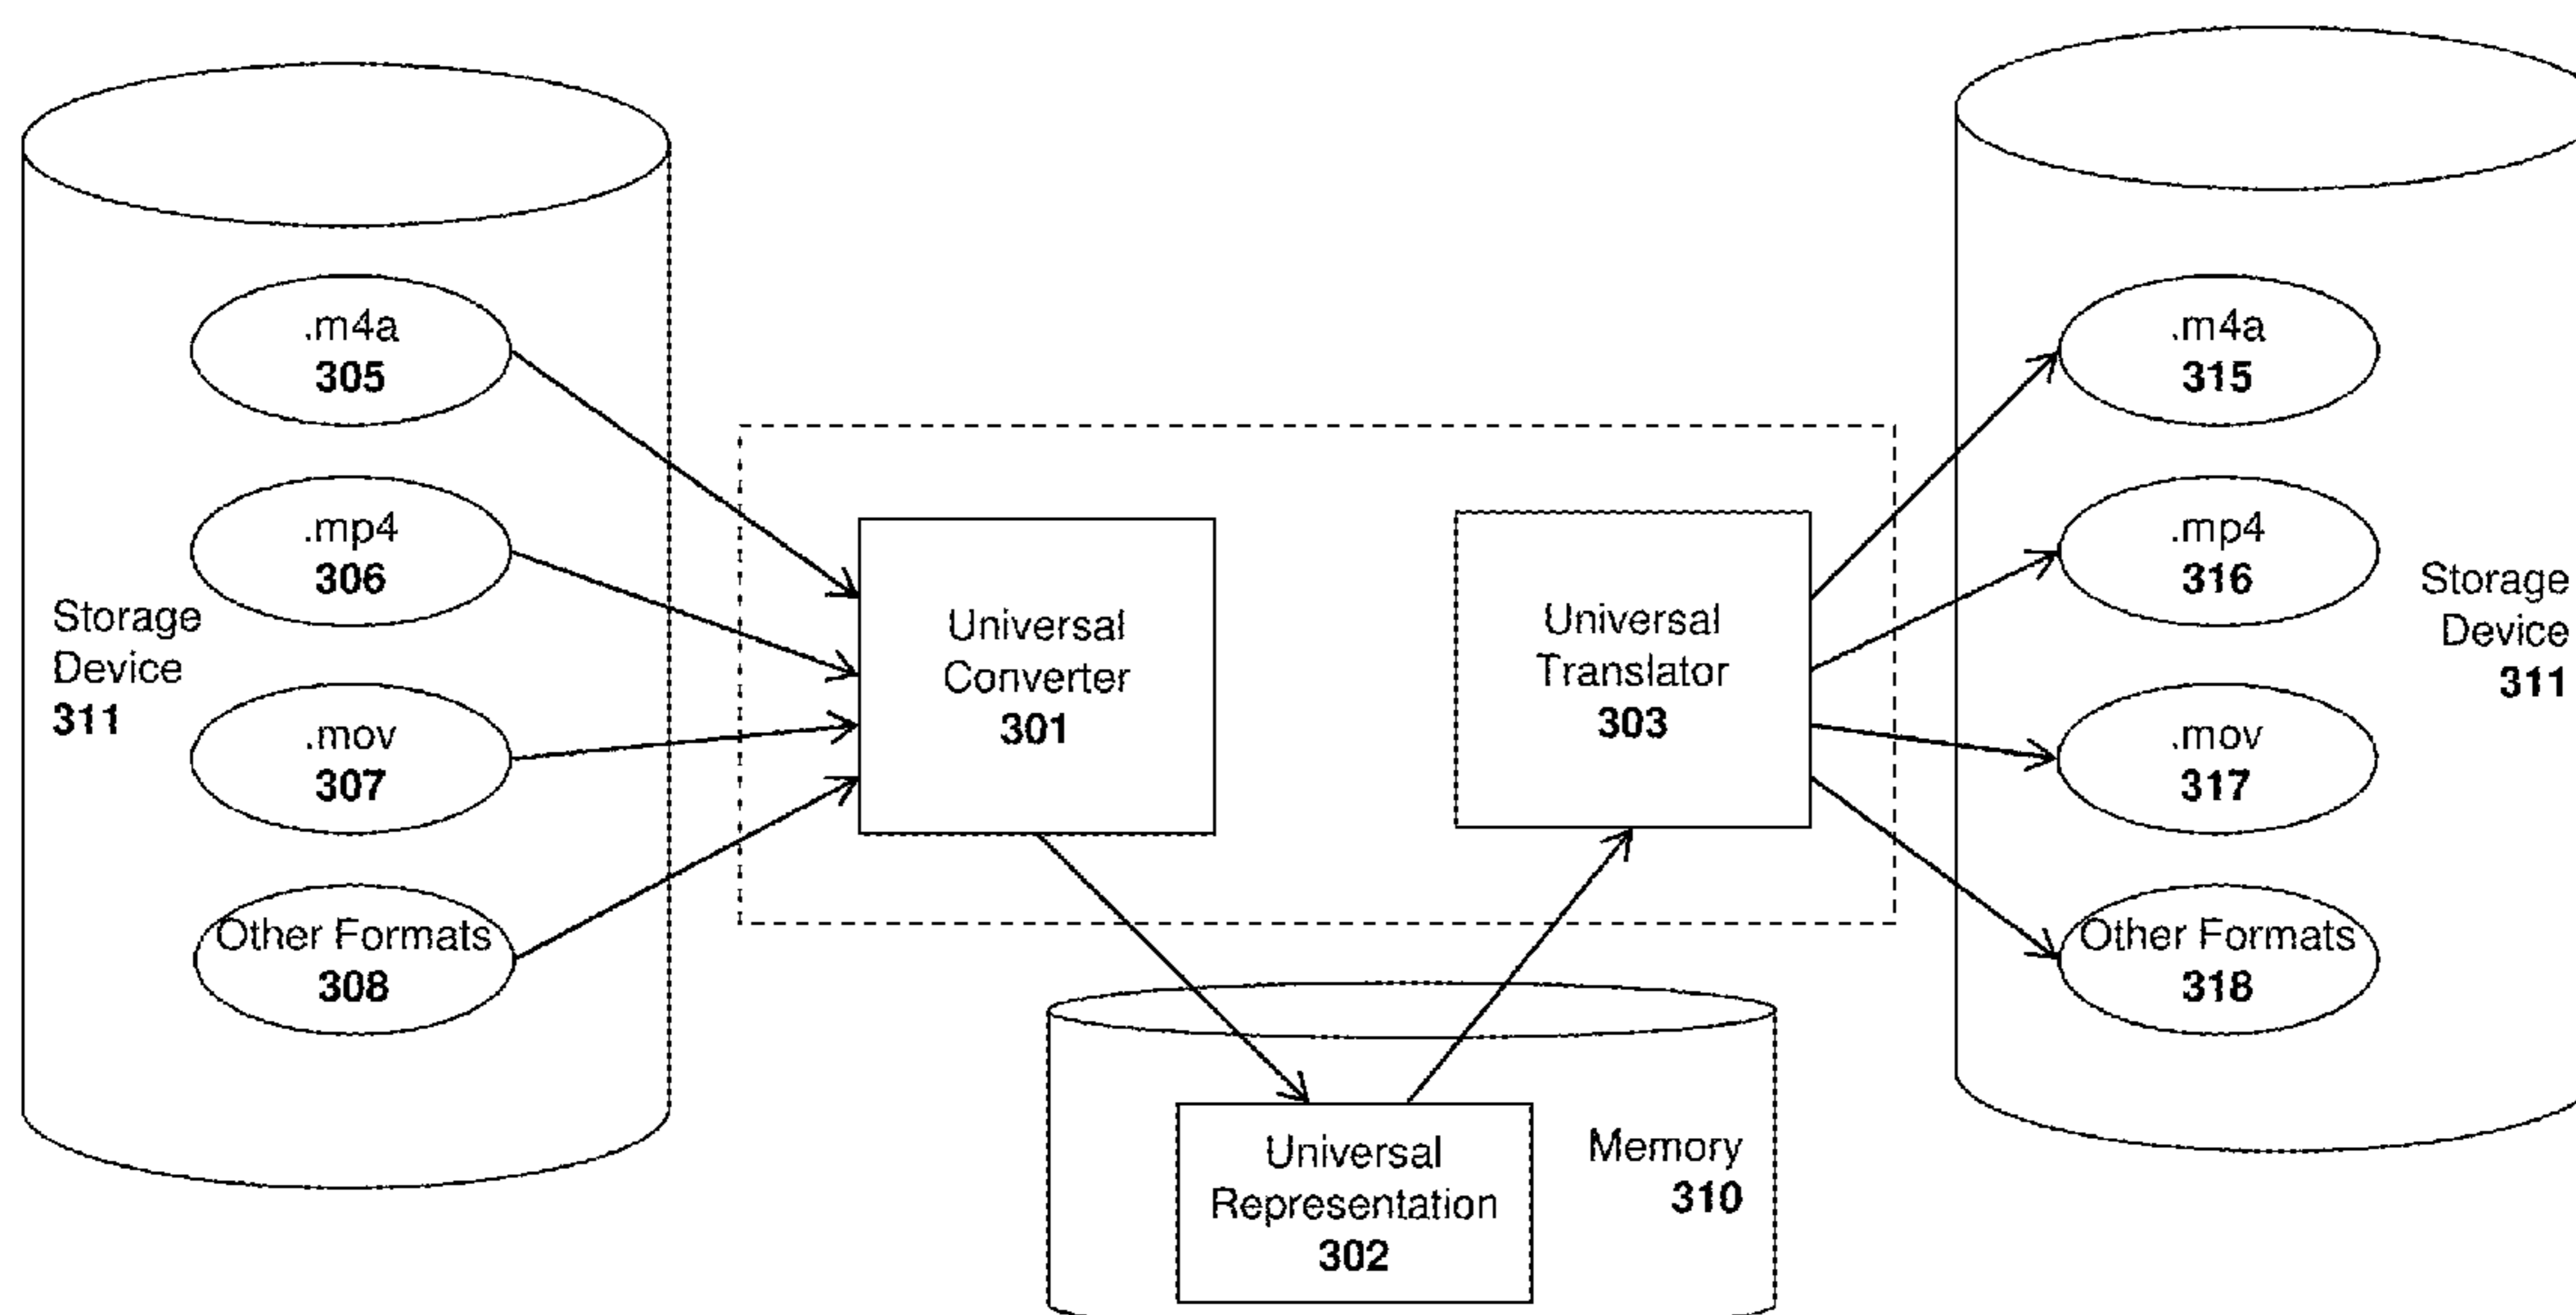 .m4a
305
.mp4
306
Storage
Device
311
.mov
307
Other Formats
308
Universal
Converter
301
Universal
Translator
303
.m4a
315
.mp4
316
Storage
Device
311
.mov
317
Other Formats
318
Universal
Representation
302
Memory
310